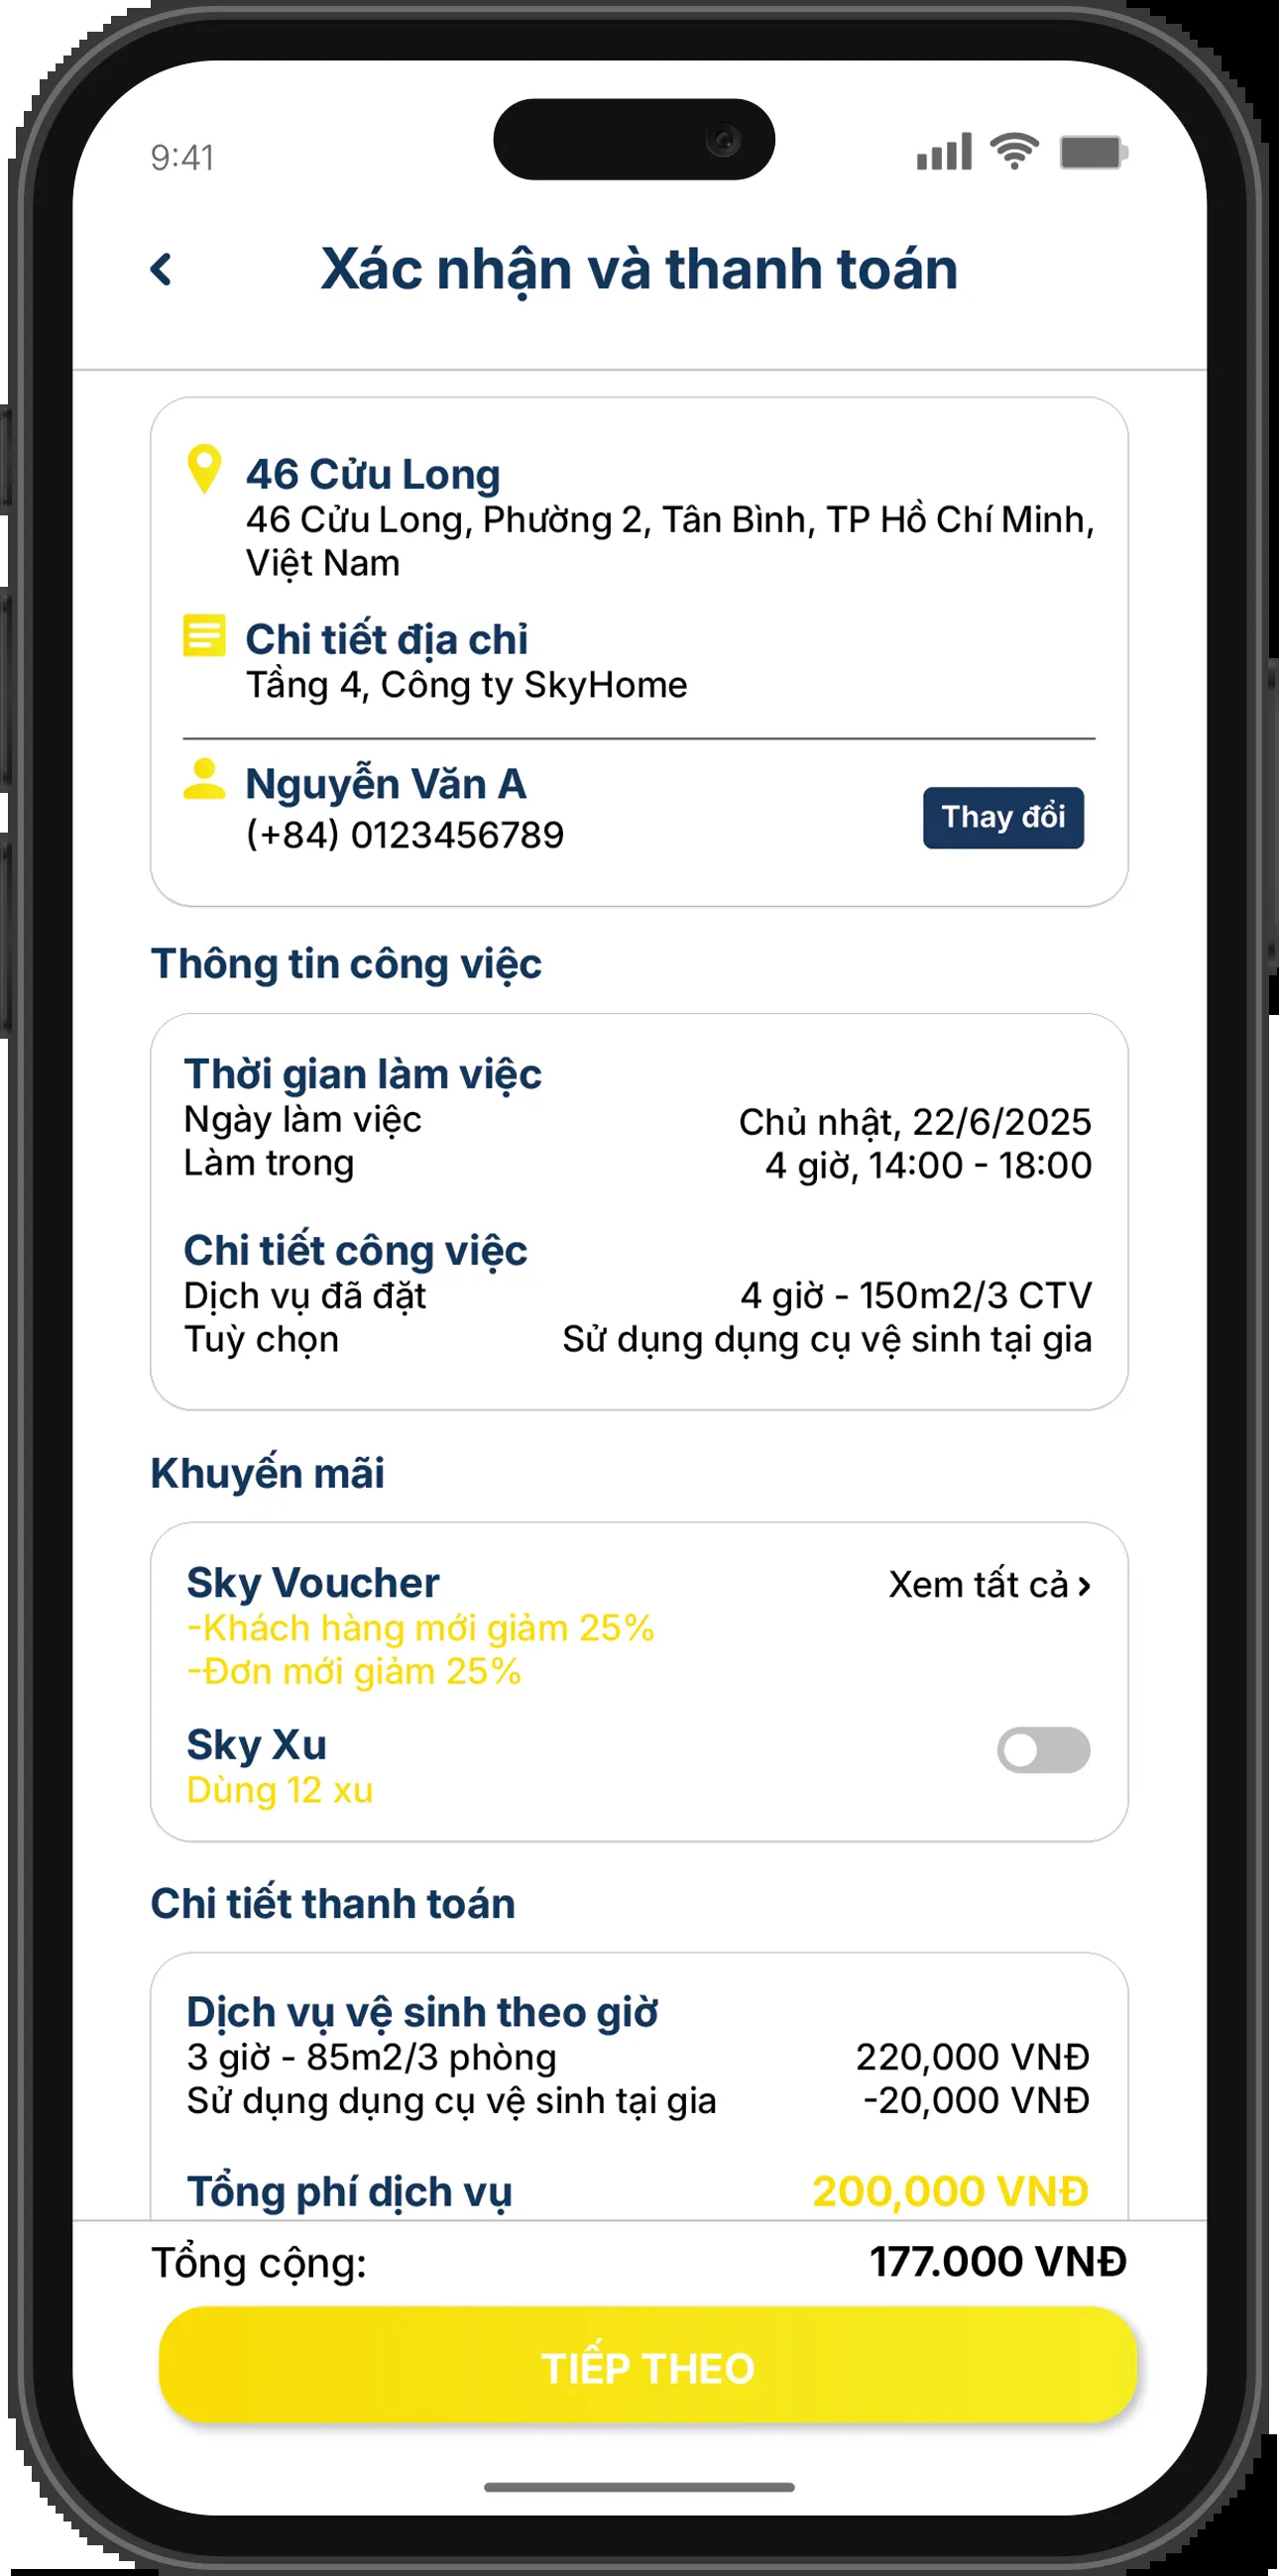 9:41
Xác nhận và thanh toán
46 Cửu Long
46 Cửu Long, Phường 2, Tân Bình, TP Hồ Chí Minh,
Việt Nam
Chi tiết địa chỉ
Tầng 4, Công ty SkyHome
Nguyễn Văn A
(+84) 0123456789
Thay đổi
Thông tin công việc
Thời gian làm việc
Ngày làm việc Chủ nhật, 22/6/2025
Làm trong 4 giờ, 14:00 - 18:00
Chi tiết công việc
Dịch vụ đã đặt 4 giờ - 150m2/3 CTV
Tuỳ chọn Sử dụng dụng cụ vệ sinh tại gia
Khuyến mãi
Sky Voucher Xem tất cả ›
-Khách hàng mới giảm 25%
-Đơn mới giảm 25%
Sky Xu
Dùng 12 xu
Chi tiết thanh toán
Dịch vụ vệ sinh theo giờ
3 giờ - 85m2/3 phòng 220,000 VNĐ
Sử dụng dụng cụ vệ sinh tại gia -20,000 VNĐ
Tổng phí dịch vụ 200,000 VNĐ
Tổng cộng: 177.000 VNĐ
TIẾP THEO